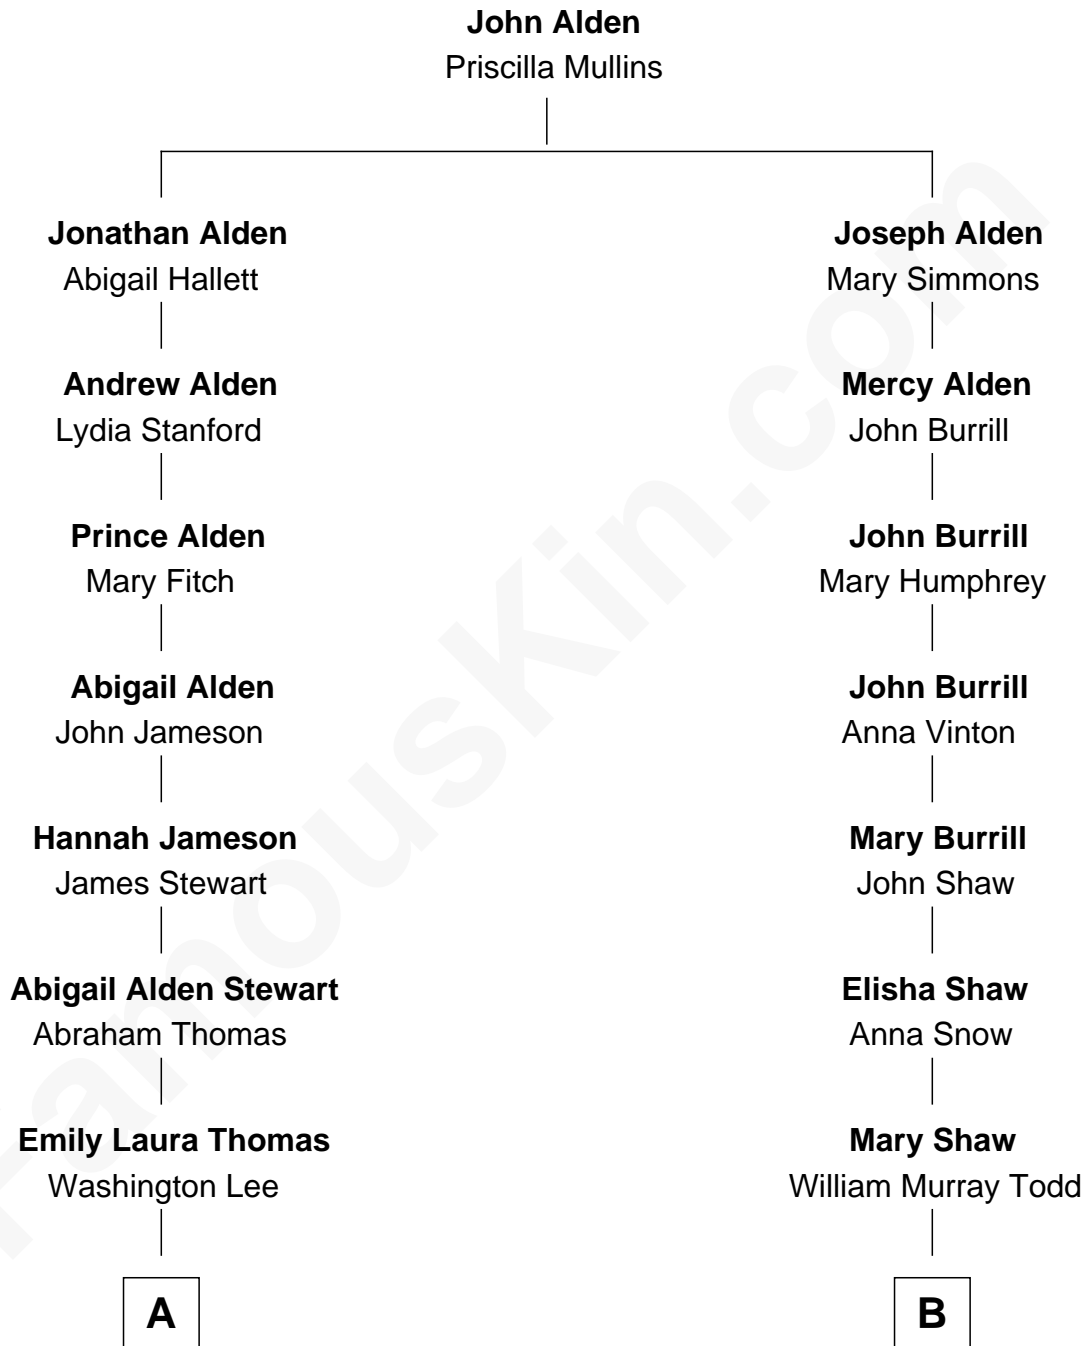 John Alden
Priscilla Mullins
Jonathan Alden
Abigail Hallett
Joseph Alden
Mary Simmons
Andrew Alden
Lydia Stanford
Mercy Alden
John Burrill
Prince Alden
Mary Fitch
John Burrill
Mary Humphrey
Abigail Alden
John Jameson
John Burrill
Anna Vinton
Hannah Jameson
James Stewart
Mary Burrill
John Shaw
Abigail Alden Stewart
Abraham Thomas
Elisha Shaw
Anna Snow
Emily Laura Thomas
Washington Lee
Mary Shaw
William Murray Todd
A
B
FamousKin.com